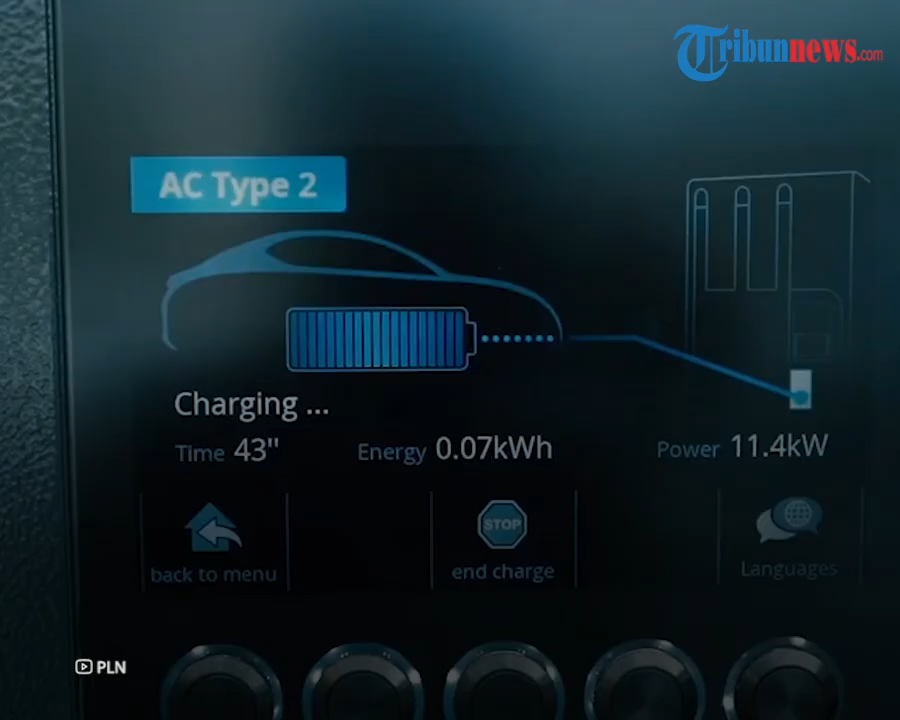 Tribunnews.com
AC Type 2
Charging ...
Time 43"
Energy 0.07kWh
Power 11.4kW
STOP
back to menu
end charge
Languages
PLN